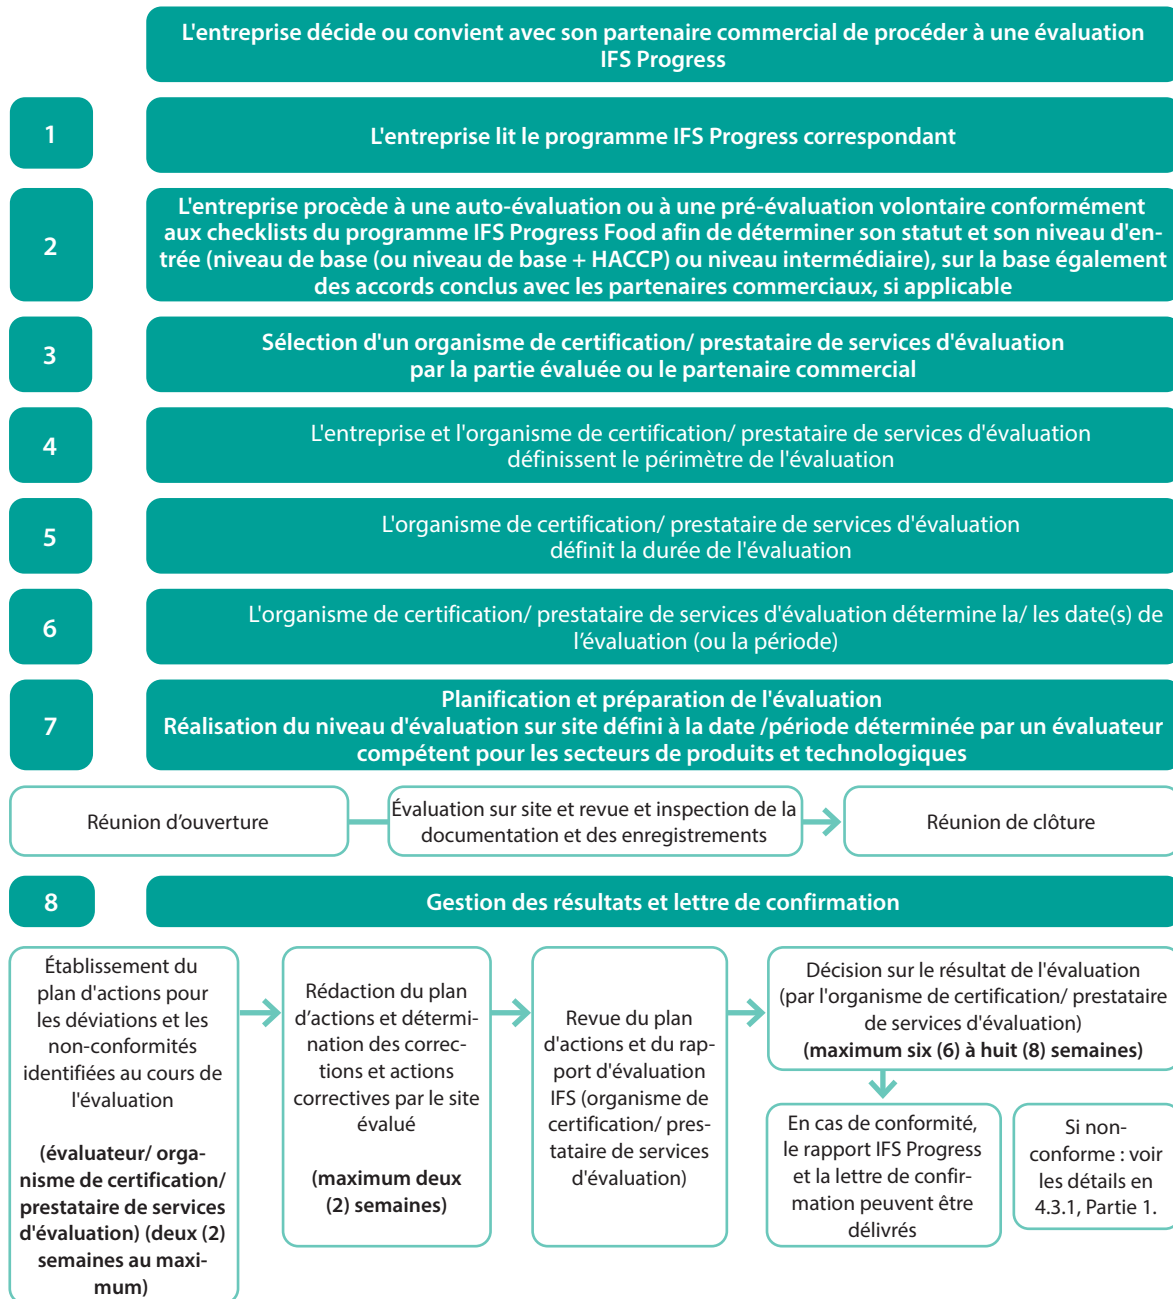 L'entreprise décide ou convient avec son partenaire commercial de procéder à une évaluation
IFS Progress
1
L'entreprise lit le programme IFS Progress correspondant
2
L'entreprise procède à une auto-évaluation ou à une pré-évaluation volontaire conformément
aux checklists du programme IFS Progress Food afin de déterminer son statut et son niveau d'en-
trée (niveau de base (ou niveau de base + HACCP) ou niveau intermédiaire), sur la base également
des accords conclus avec les partenaires commerciaux, si applicable
3
Sélection d'un organisme de certification/ prestataire de services d'évaluation
par la partie évaluée ou le partenaire commercial
4
L'entreprise et l'organisme de certification/ prestataire de services d'évaluation
définissent le périmètre de l'évaluation
5
L'organisme de certification/ prestataire de services d'évaluation
définit la durée de l'évaluation
6
L'organisme de certification/ prestataire de services d'évaluation détermine la/ les date(s) de
l’évaluation (ou la période)
7
Planification et préparation de l'évaluation
Réalisation du niveau d'évaluation sur site défini à la date /période déterminée par un évaluateur
compétent pour les secteurs de produits et technologiques
Réunion d’ouverture
Évaluation sur site et revue et inspection de la
documentation et des enregistrements
Réunion de clôture
8
Gestion des résultats et lettre de confirmation
Établissement du
plan d'actions pour
les déviations et les
non-conformités
identifiées au cours de
l'évaluation
(évaluateur/ orga-
nisme de certification/
prestataire de services
d'évaluation) (deux (2)
semaines au maxi-
mum)
Rédaction du plan
d’actions et détermi-
nation des correc-
tions et actions
correctives par le site
évalué
(maximum deux
(2) semaines)
Revue du plan
d'actions et du rap-
port d'évaluation
IFS (organisme de
certification/ pres-
tataire de services
d'évaluation)
Décision sur le résultat de l'évaluation
(par l'organisme de certification/ prestataire
de services d'évaluation)
(maximum six (6) à huit (8) semaines)
En cas de conformité,
le rapport IFS Progress
et la lettre de confir-
mation peuvent être
délivrés
Si non-
conforme : voir
les détails en
4.3.1, Partie 1.